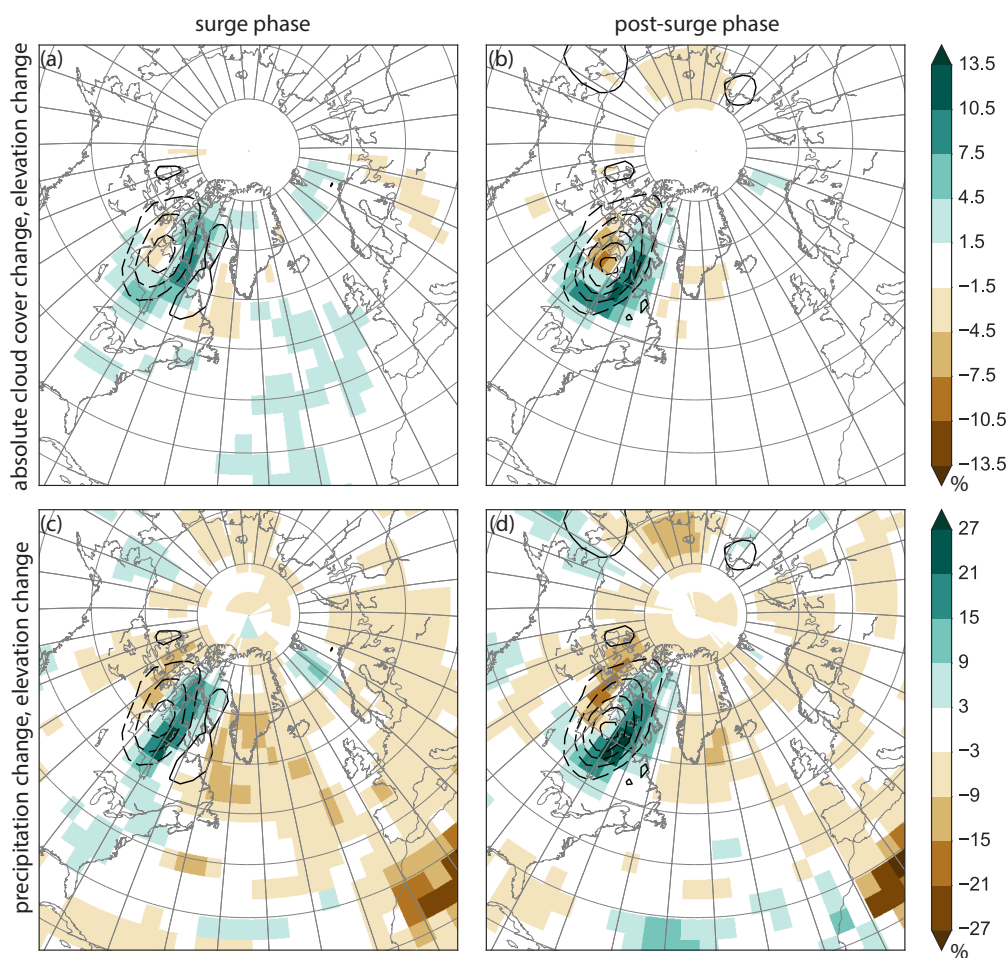 surge phase
post-surge phase
absolute cloud cover change, elevation change
(a)
(b)
13.5
10.5
7.5
4.5
1.5
−1.5
−4.5
−7.5
−10.5
−13.5
%
precipitation change, elevation change
(c)
(d)
27
21
15
9
3
−3
−9
−15
−21
−27
%